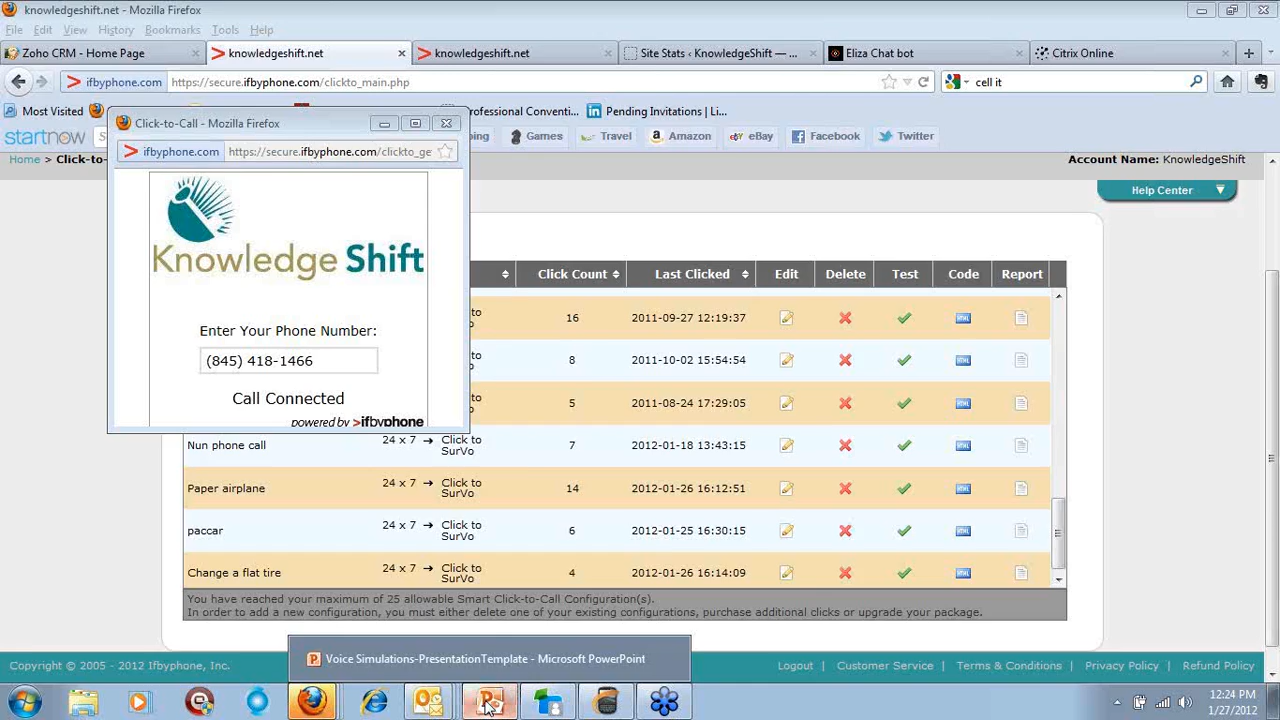 knowledgeshift.net - Mozilla Firefox
File Edit View History Bookmarks Tools Help
Zoho CRM - Home Page × knowledgeshift.net × knowledgeshift.net × Site Stats ‹ KnowledgeShift — ... × Eliza Chat bot × Citrix Online × +
ifbyphone.com https://secure.ifbyphone.com/clickto_main.php cell it
Most Visited rofessional Conventi... Pending Invitations | Li...
startnow S ping Games Travel Amazon eBay Facebook Twitter
Home > Click-to- Account Name: KnowledgeShift
Help Center
Click-to-Call - Mozilla Firefox
ifbyphone.com https://secure.ifbyphone.com/clickto_ge
Knowledge Shift
Enter Your Phone Number:
(845) 418-1466
Call Connected
powered by >ifbyphone
Click Count Last Clicked Edit Delete Test Code Report
to
vo 16 2011-09-27 12:19:37
to
vo 8 2011-10-02 15:54:54
to
vo 5 2011-08-24 17:29:05
Nun phone call 24 x 7 → Click to
SurVo 7 2012-01-18 13:43:15
Paper airplane 24 x 7 → Click to
SurVo 14 2012-01-26 16:12:51
paccar 24 x 7 → Click to
SurVo 6 2012-01-25 16:30:15
Change a flat tire 24 x 7 → Click to
SurVo 4 2012-01-26 16:14:09
You have reached your maximum of 25 allowable Smart Click-to-Call Configuration(s).
In order to add a new configuration, you must either delete one of your existing configurations, purchase additional clicks or upgrade your package.
Voice Simulations-PresentationTemplate - Microsoft PowerPoint
Copyright © 2005 - 2012 Ifbyphone, Inc. Logout | Customer Service | Terms & Conditions | Privacy Policy | Refund Policy
12:24 PM
1/27/2012